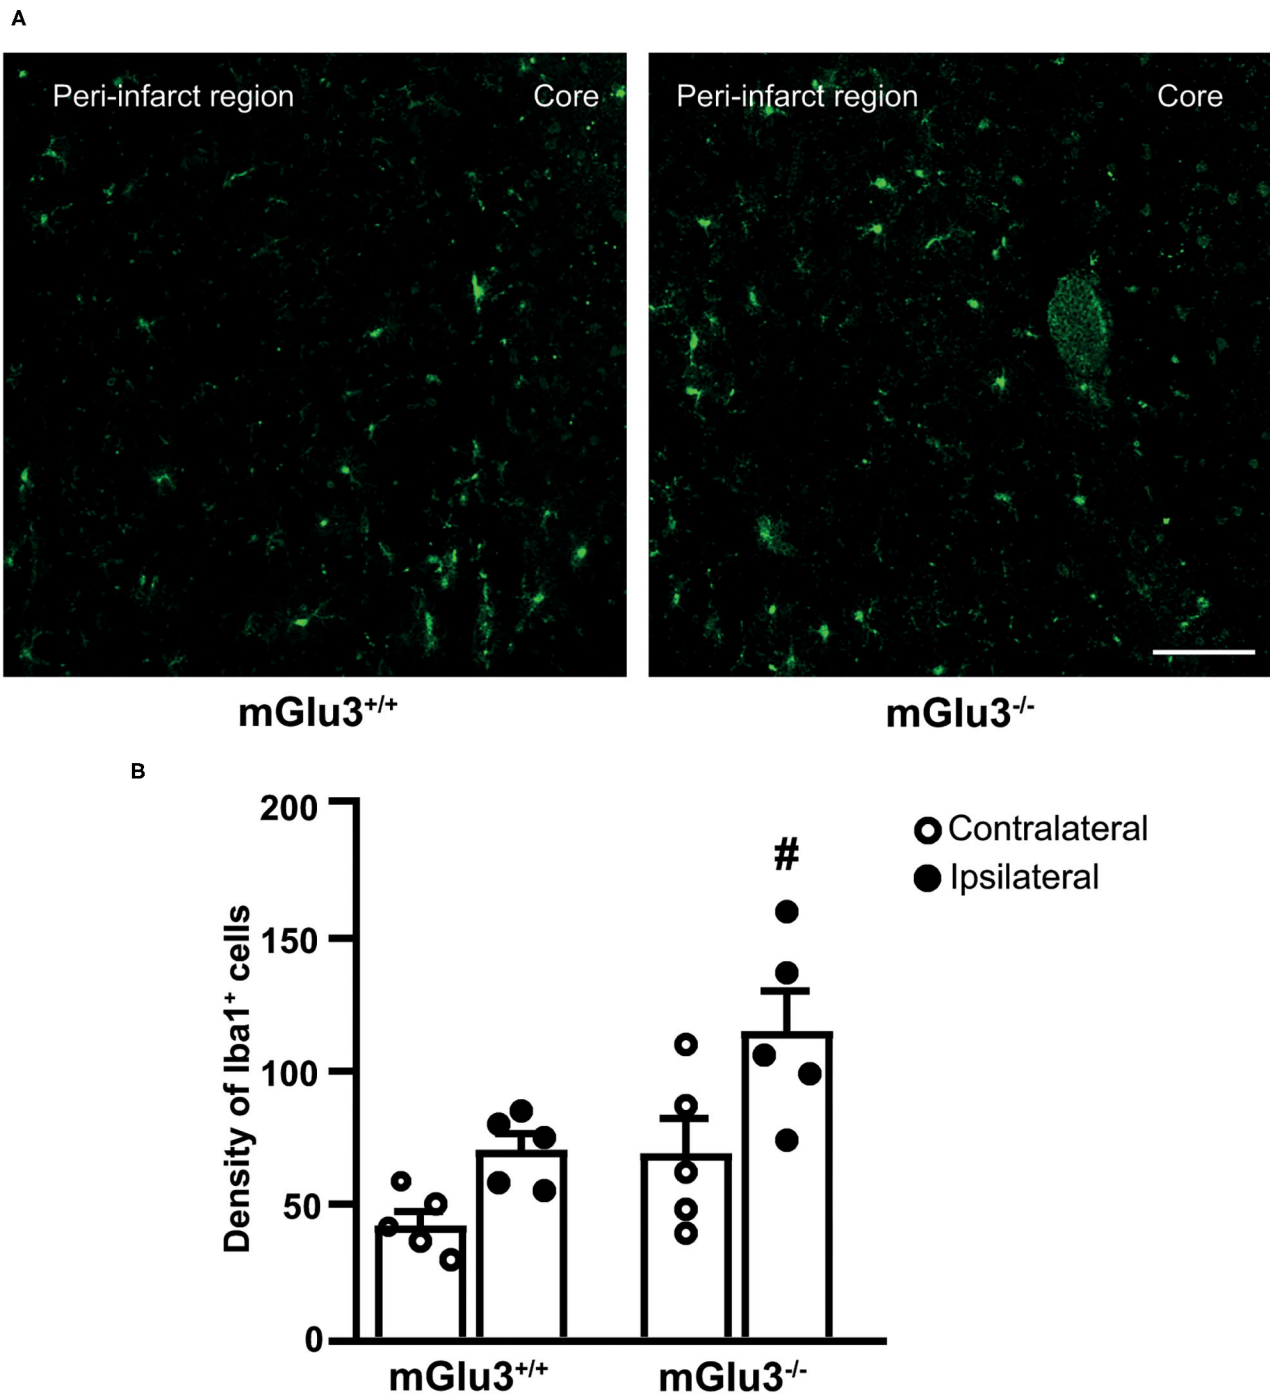 A
Peri-infarct region Core
Peri-infarct region Core
mGlu3+/+
mGlu3-/-
B
Density of Iba1+ cells
200
150
100
50
0
#
Contralateral
Ipsilateral
mGlu3+/+
mGlu3-/-